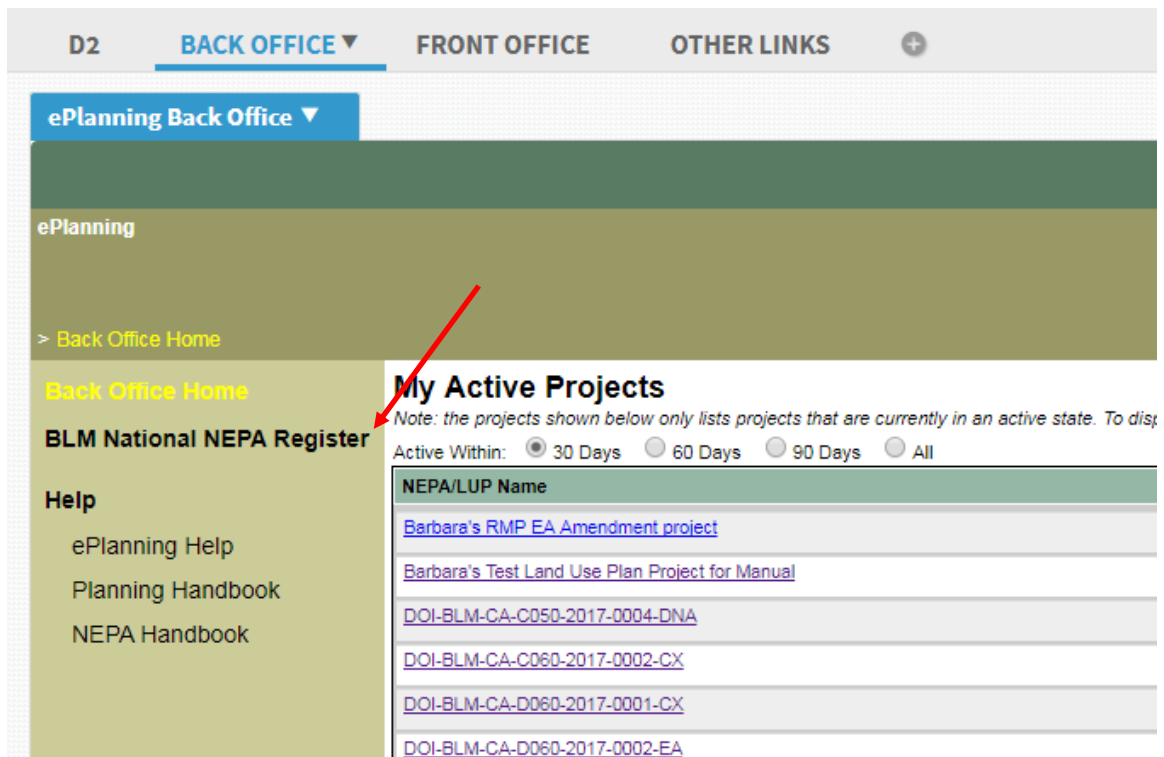 D2 BACK OFFICE ▼ FRONT OFFICE OTHER LINKS
ePlanning Back Office ▼
ePlanning
> Back Office Home
Back Office Home
BLM National NEPA Register
Help
ePlanning Help
Planning Handbook
NEPA Handbook
My Active Projects
Note: the projects shown below only lists projects that are currently in an active state. To disp
Active Within: 30 Days 60 Days 90 Days All
NEPA/LUP Name
Barbara's RMP EA Amendment project
Barbara's Test Land Use Plan Project for Manual
DOI-BLM-CA-C050-2017-0004-DNA
DOI-BLM-CA-C060-2017-0002-CX
DOI-BLM-CA-D060-2017-0001-CX
DOI-BLM-CA-D060-2017-0002-EA